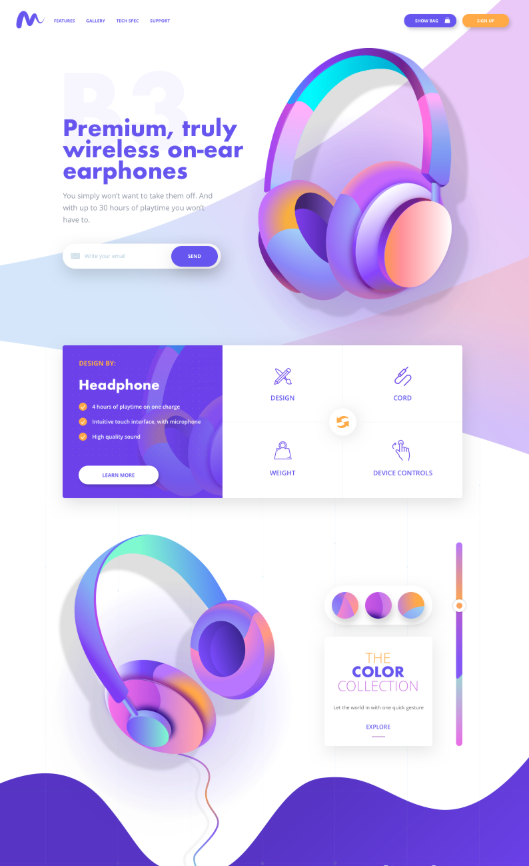 FEATURES GALLERY TECH SPEC SUPPORT
SHOW BAG
SIGN UP
B3
Premium, truly
wireless on-ear
earphones
You simply won't want to take them off. And
with up to 30 hours of playtime you won't
have to.
Write your email
SEND
DESIGN BY:
Headphone
4 hours of playtime on one charge
Intuitive touch interface, with microphone
High quality sound
LEARN MORE
DESIGN
CORD
WEIGHT
DEVICE CONTROLS
THE
COLOR
COLLECTION
Let the world in with one quick gesture
EXPLORE